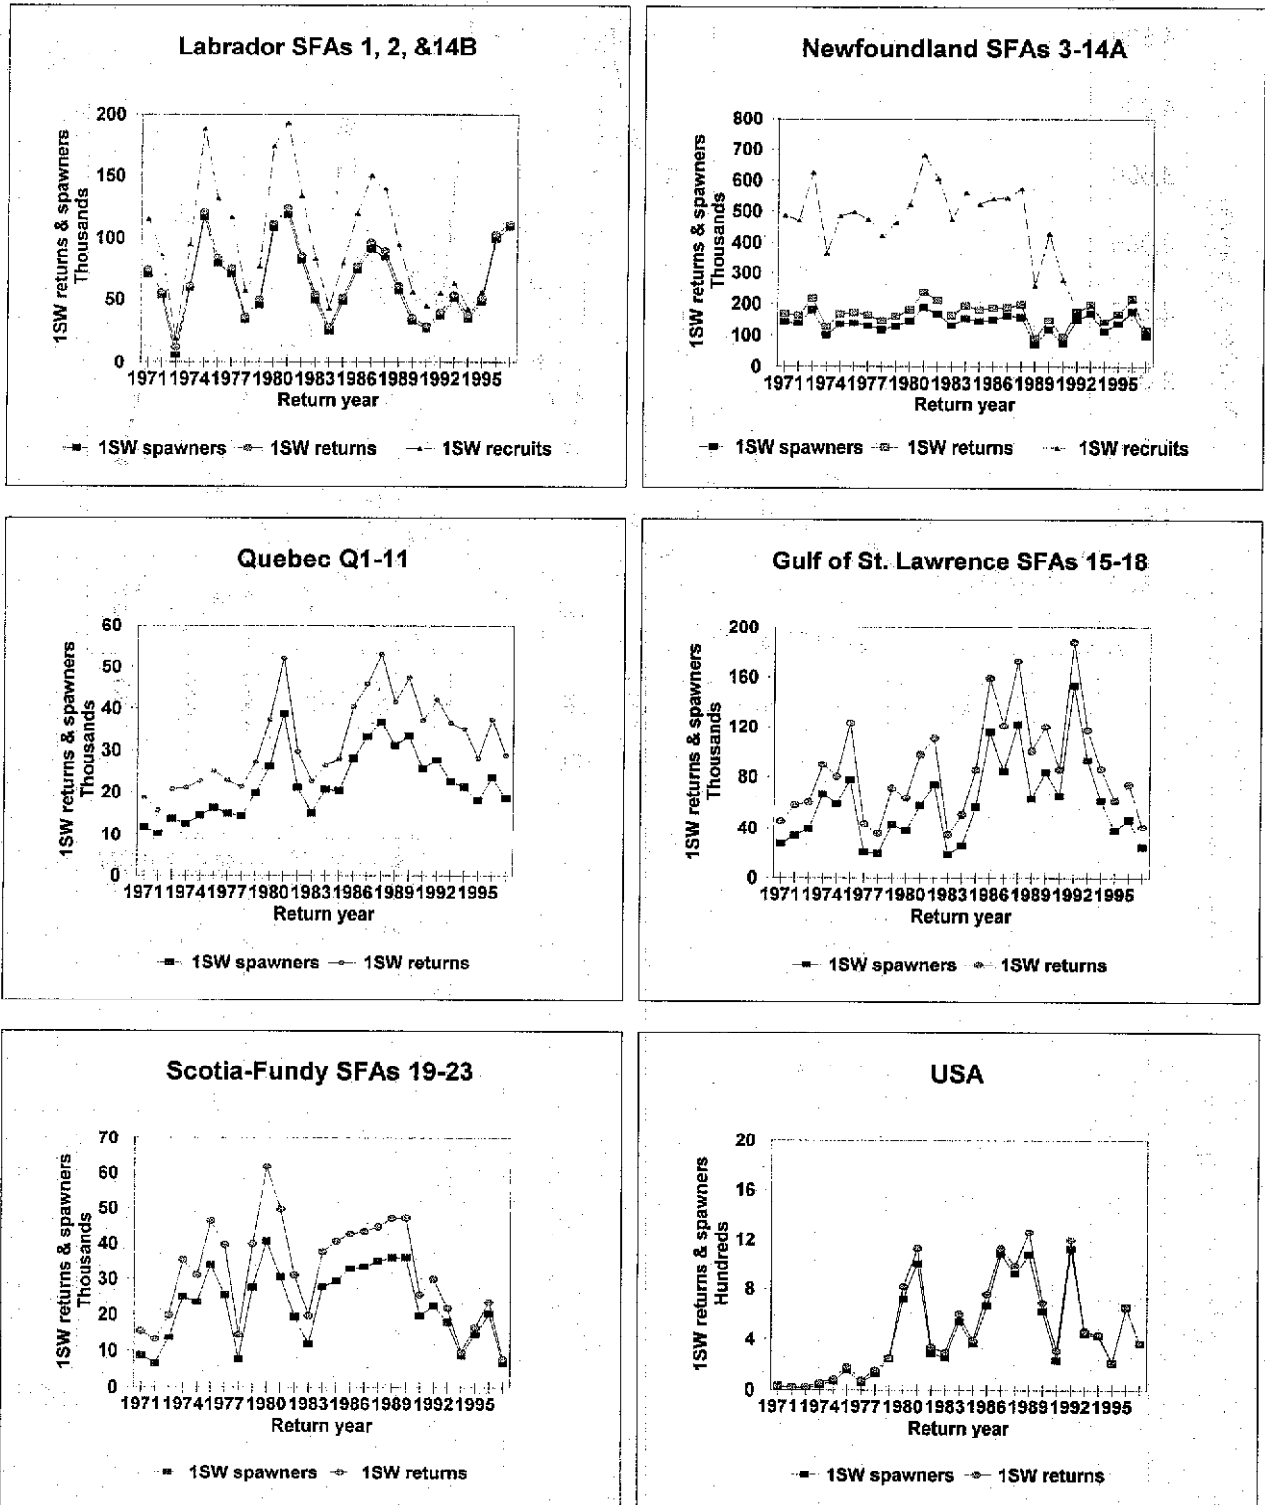 Labrador SFAs 1, 2, &14B
1SW returns & spawners
Thousands
200
150
100
50
0
1971 1974 1977 1980 1983 1986 1989 1992 1995
Return year
1SW spawners 1SW returns 1SW recruits
Newfoundland SFAs 3-14A
1SW returns & spawners
Thousands
800
700
600
500
400
300
200
100
0
1971 1974 1977 1980 1983 1986 1989 1992 1995
Return year
1SW spawners 1SW returns 1SW recruits
Quebec Q1-11
1SW returns & spawners
Thousands
60
50
40
30
20
10
0
1971 1974 1977 1980 1983 1986 1989 1992 1995
Return year
1SW spawners 1SW returns
Gulf of St. Lawrence SFAs 15-18
1SW returns & spawners
Thousands
200
160
120
80
40
0
1971 1974 1977 1980 1983 1986 1989 1992 1995
Return year
1SW spawners 1SW returns
Scotia-Fundy SFAs 19-23
1SW returns & spawners
Thousands
70
60
50
40
30
20
10
0
1971 1974 1977 1980 1983 1986 1989 1992 1995
Return year
1SW spawners 1SW returns
USA
1SW returns & spawners
Hundreds
20
16
12
8
4
0
1971 1974 1977 1980 1983 1986 1989 1992 1995
Return year
1SW spawners 1SW returns